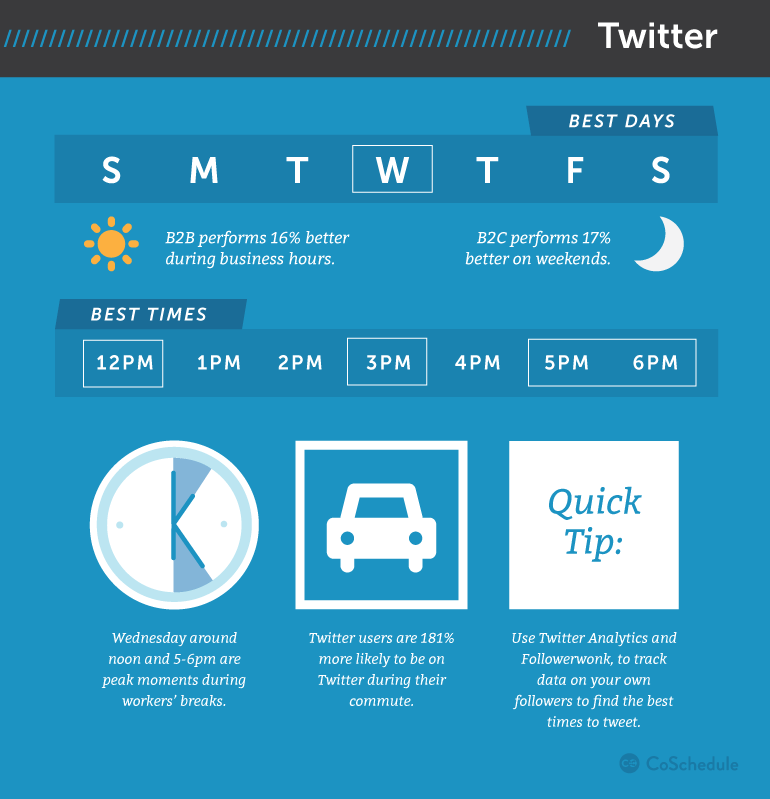 Twitter
BEST DAYS
S M T W T F S
B2B performs 16% better
during business hours.
B2C performs 17%
better on weekends.
BEST TIMES
12PM 1PM 2PM 3PM 4PM 5PM 6PM
Quick
Tip:
Wednesday around
noon and 5-6pm are
peak moments during
workers’ breaks.
Twitter users are 181%
more likely to be on
Twitter during their
commute.
Use Twitter Analytics and
Followerwonk, to track
data on your own
followers to find the best
times to tweet.
CoSchedule